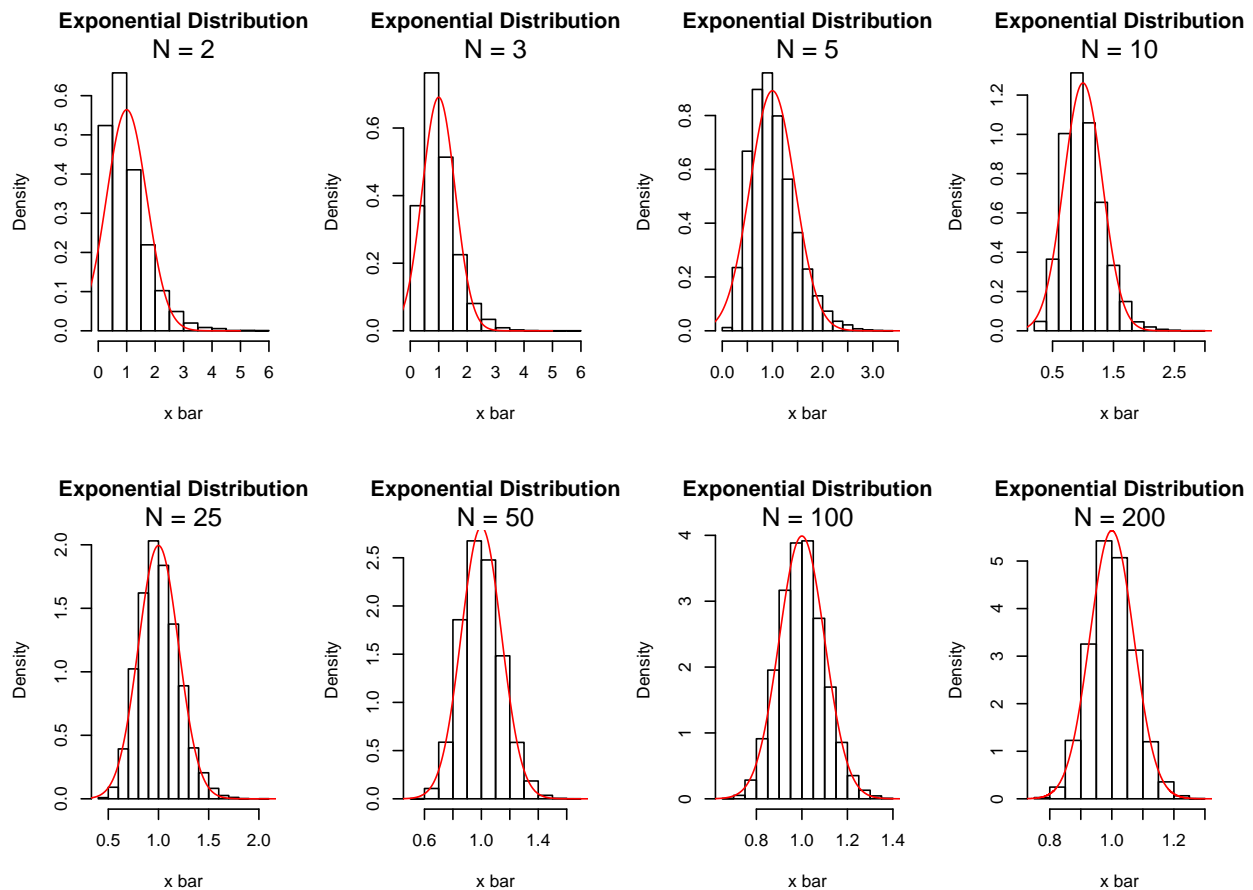 Exponential Distribution
N = 2
Density
0.0 0.1 0.2 0.3 0.4 0.5 0.6
0 1 2 3 4 5 6
x bar
Exponential Distribution
N = 3
Density
0.0 0.2 0.4 0.6
0 1 2 3 4 5 6
x bar
Exponential Distribution
N = 5
Density
0.0 0.2 0.4 0.6 0.8
0.0 1.0 2.0 3.0
x bar
Exponential Distribution
N = 10
Density
0.0 0.2 0.4 0.6 0.8 1.0 1.2
0.5 1.5 2.5
x bar
Exponential Distribution
N = 25
Density
0.0 0.5 1.0 1.5 2.0
0.5 1.0 1.5 2.0
x bar
Exponential Distribution
N = 50
Density
0.0 0.5 1.0 1.5 2.0 2.5
0.6 1.0 1.4
x bar
Exponential Distribution
N = 100
Density
0 1 2 3 4
0.8 1.0 1.2 1.4
x bar
Exponential Distribution
N = 200
Density
0 1 2 3 4 5
0.8 1.0 1.2
x bar